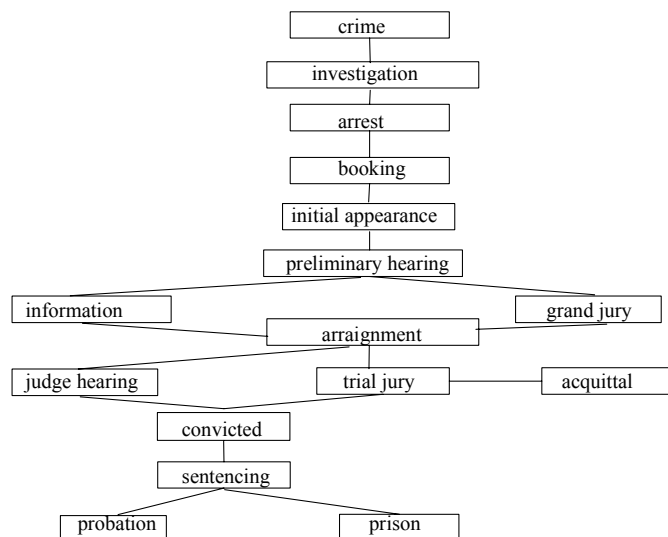 crime
investigation
arrest
booking
initial appearance
preliminary hearing
information
grand jury
arraignment
judge hearing
trial jury
acquittal
convicted
sentencing
probation
prison